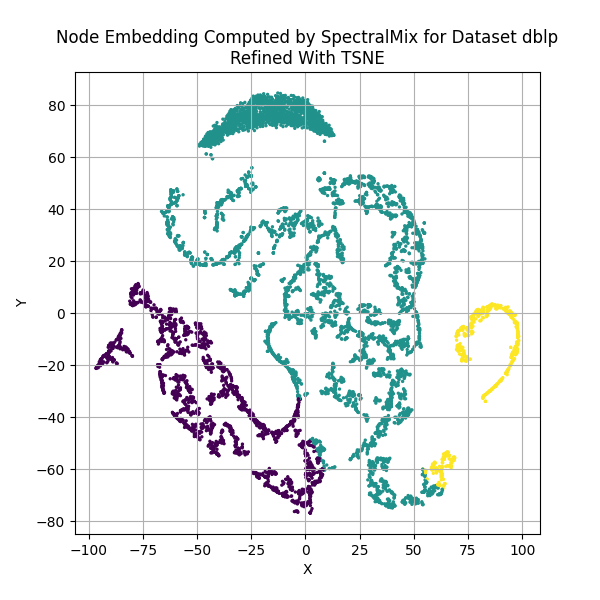 Node Embedding Computed by SpectralMix for Dataset dblp
Refined With TSNE
80
60
40
20
0
−20
−40
−60
−80
Y
−100 −75 −50 −25 0 25 50 75 100
X